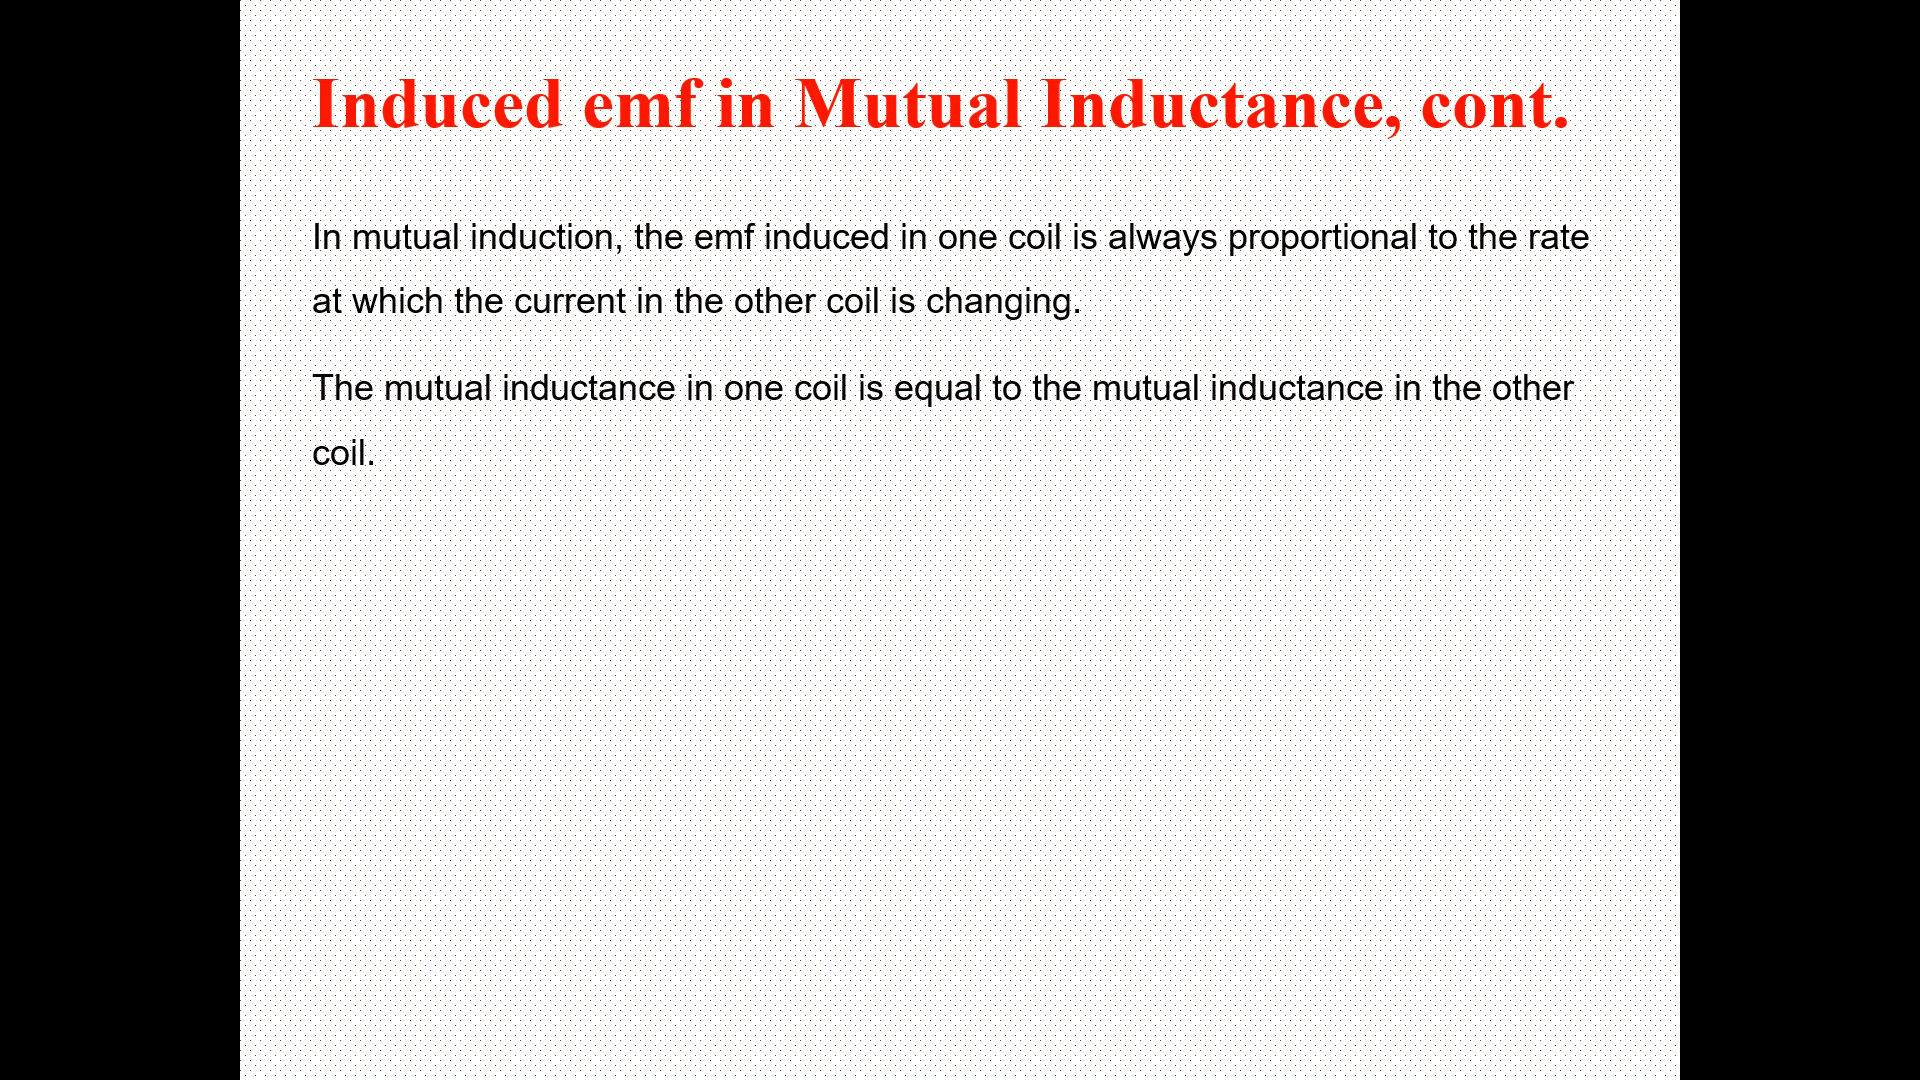 Induced emf in Mutual Inductance, cont.
In mutual induction, the emf induced in one coil is always proportional to the rate
at which the current in the other coil is changing.
The mutual inductance in one coil is equal to the mutual inductance in the other
coil.